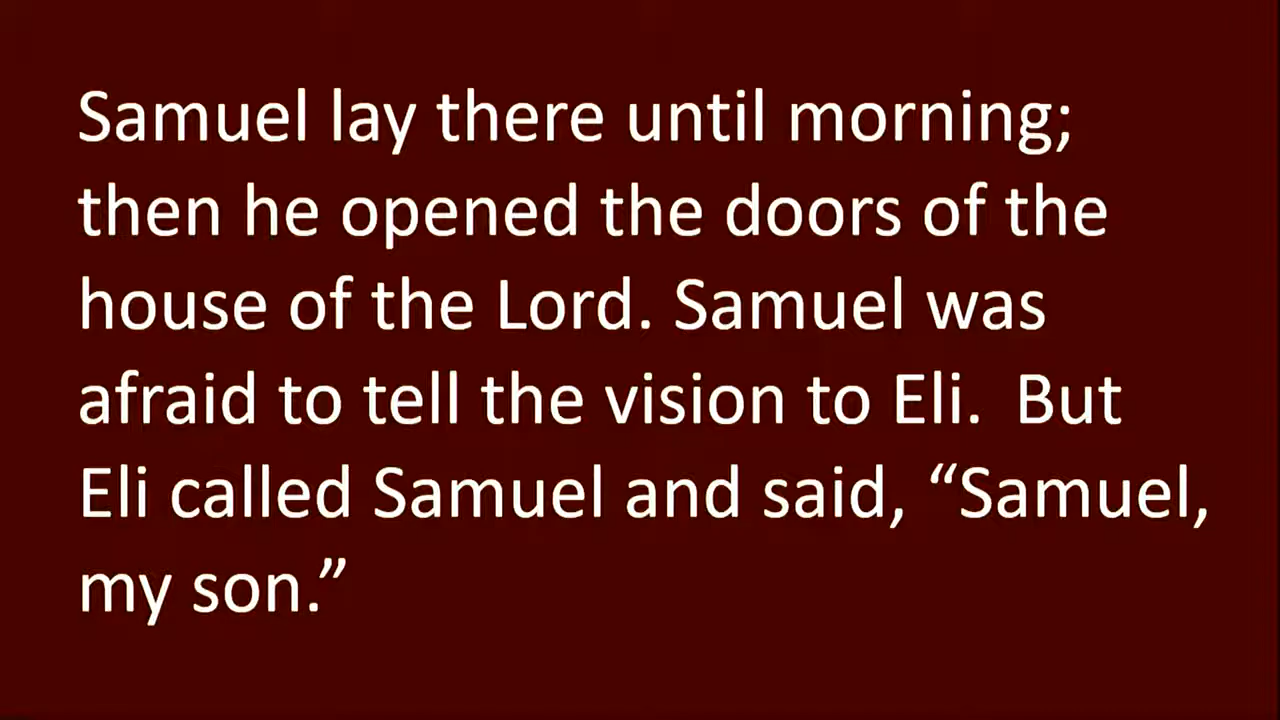 Samuel lay there until morning;
then he opened the doors of the
house of the Lord. Samuel was
afraid to tell the vision to Eli.  But
Eli called Samuel and said, “Samuel,
my son.”